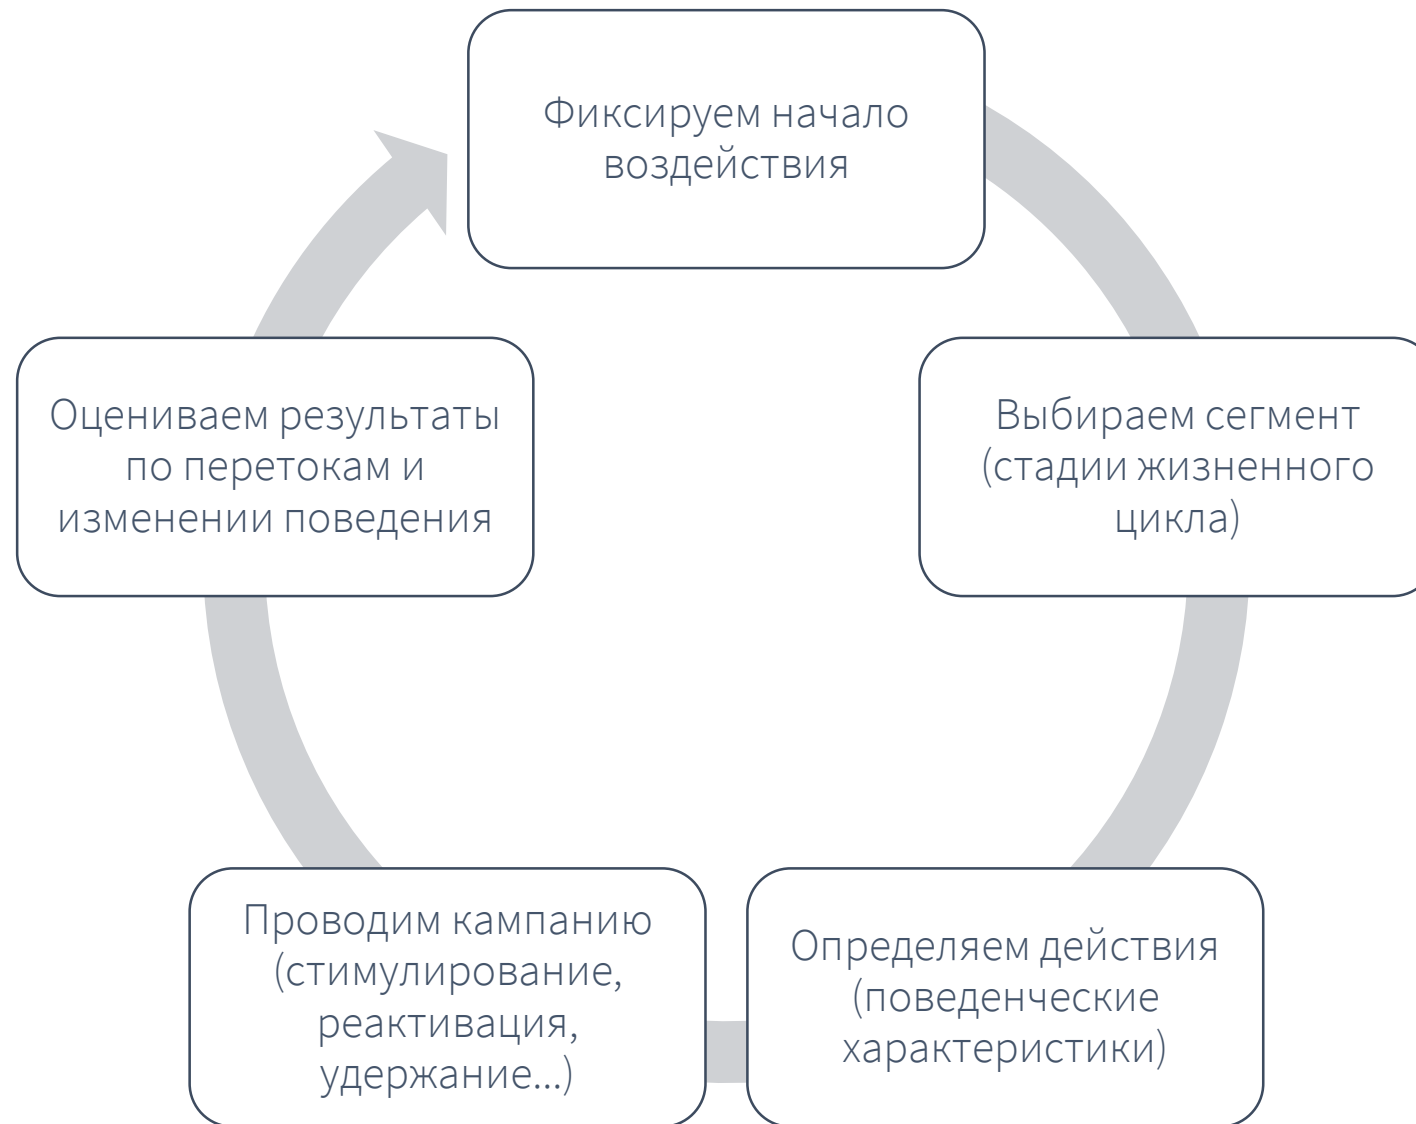 Фиксируем начало
воздействия
Выбираем сегмент
(стадии жизненного
цикла)
Определяем действия
(поведенческие
характеристики)
Проводим кампанию
(стимулирование,
реактивация,
удержание...)
Оцениваем результаты
по перетокам и
изменении поведения